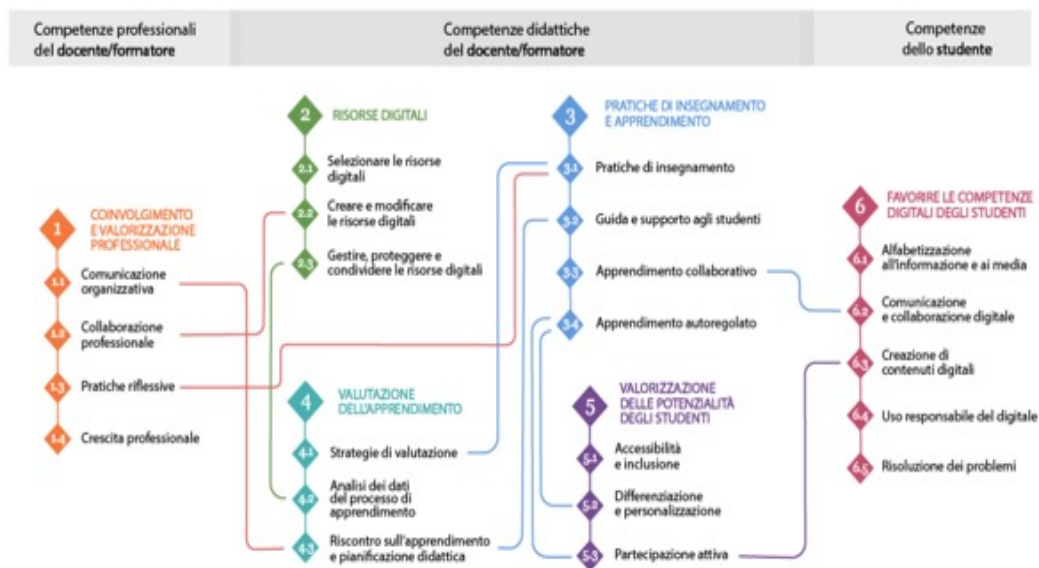 Competenze professionali
del docente/formatore
Competenze didattiche
del docente/formatore
Competenze
dello studente
1
COINVOLGIMENTO
E VALORIZZAZIONE
PROFESSIONALE
1.1
Comunicazione
organizzativa
1.2
Collaborazione
professionale
1.3
Pratiche riflessive
1.4
Crescita professionale
2
RISORSE DIGITALI
2.1
Selezionare le risorse
digitali
2.2
Creare e modificare
le risorse digitali
2.3
Gestire, proteggere e
condividere le risorse digitali
3
PRATICHE DI INSEGNAMENTO
E APPRENDIMENTO
3.1
Pratiche di insegnamento
3.2
Guida e supporto agli studenti
3.3
Apprendimento collaborativo
3.4
Apprendimento autoregolato
4
VALUTAZIONE
DELL'APPRENDIMENTO
4.1
Strategie di valutazione
4.2
Analisi dei dati
del processo di
apprendimento
4.3
Riscontro sull'apprendimento
e pianificazione didattica
5
VALORIZZAZIONE
DELLE POTENZIALITÀ
DEGLI STUDENTI
5.1
Accessibilità
e inclusione
5.2
Differenziazione
e personalizzazione
5.3
Partecipazione attiva
6
FAVORIRE LE COMPETENZE
DIGITALI DEGLI STUDENTI
6.1
Alfabetizzazione
all'informazione e ai media
6.2
Comunicazione
e collaborazione digitale
6.3
Creazione di
contenuti digitali
6.4
Uso responsabile del digitale
6.5
Risoluzione dei problemi